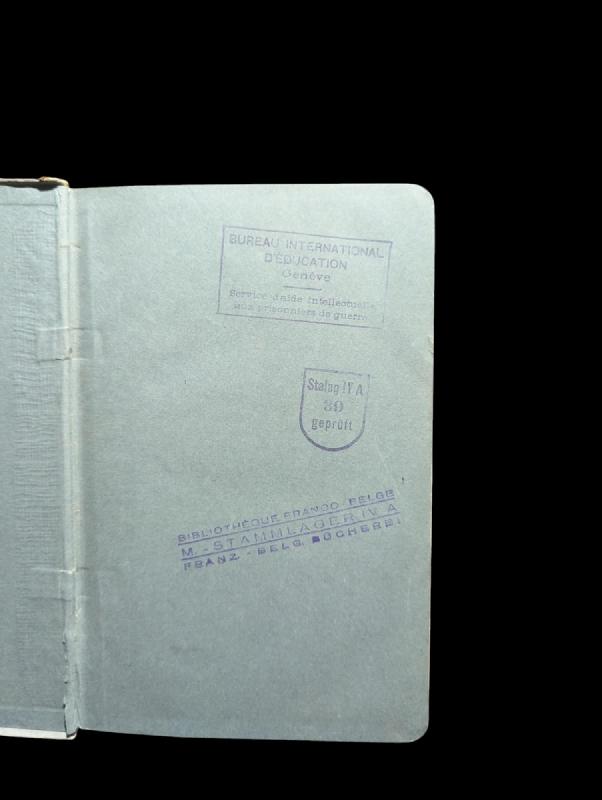 BUREAU INTERNATIONAL
D'ÉDUCATION
Genève
Service d'aide intellectuelle
aux prisonniers de guerre
Stalag IV A
39
geprüft
BIBLIOTHÈQUE FRANCO-BELGE
M.-STAMMLAGER IV A
FRANZ-BELG. BÜCHEREI